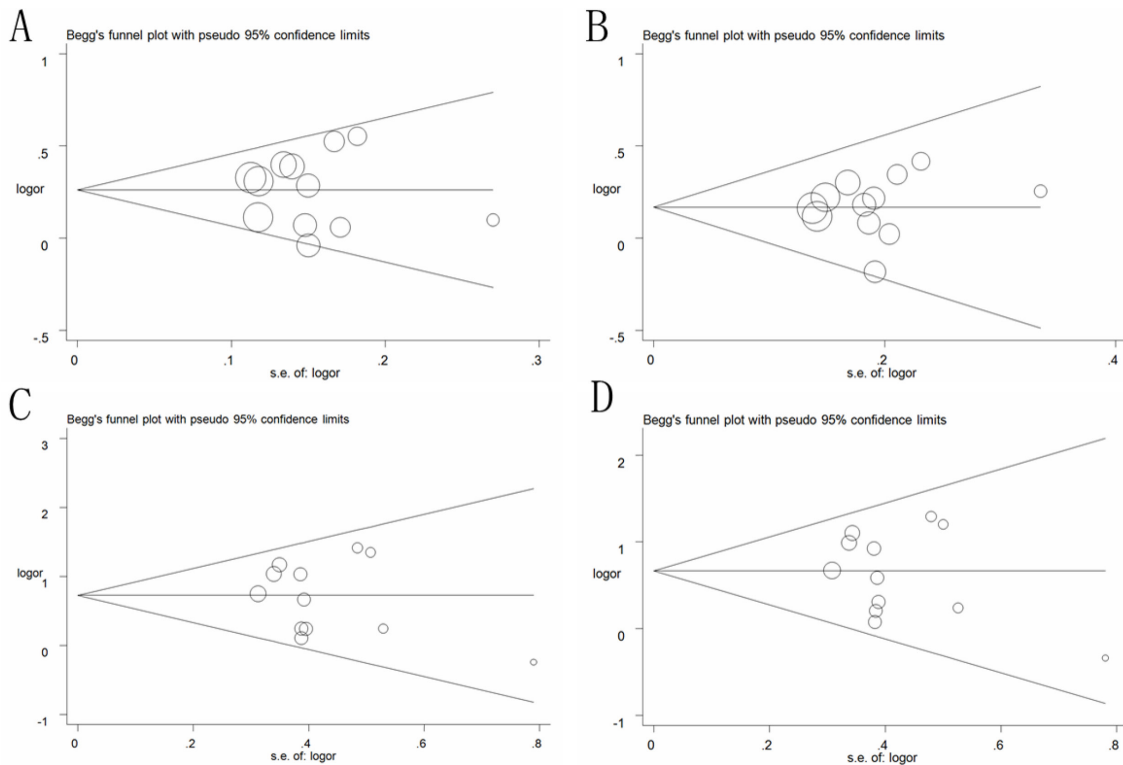 A
Begg's funnel plot with pseudo 95% confidence limits
1
.5
logor
0
-.5
0 .1 .2 .3
s.e. of: logor
B
Begg's funnel plot with pseudo 95% confidence limits
1
.5
logor
0
-.5
0 .2 .4
s.e. of: logor
C
Begg's funnel plot with pseudo 95% confidence limits
3
2
1
logor
0
-1
0 .2 .4 .6 .8
s.e. of: logor
D
Begg's funnel plot with pseudo 95% confidence limits
2
1
logor
0
-1
0 .2 .4 .6 .8
s.e. of: logor